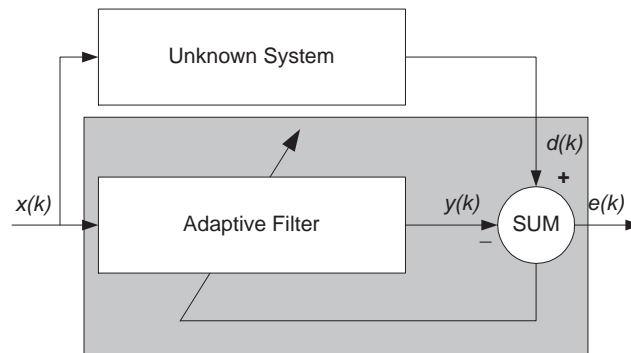 Unknown System
d(k)
+
x(k)
Adaptive Filter
y(k)
–
SUM
e(k)